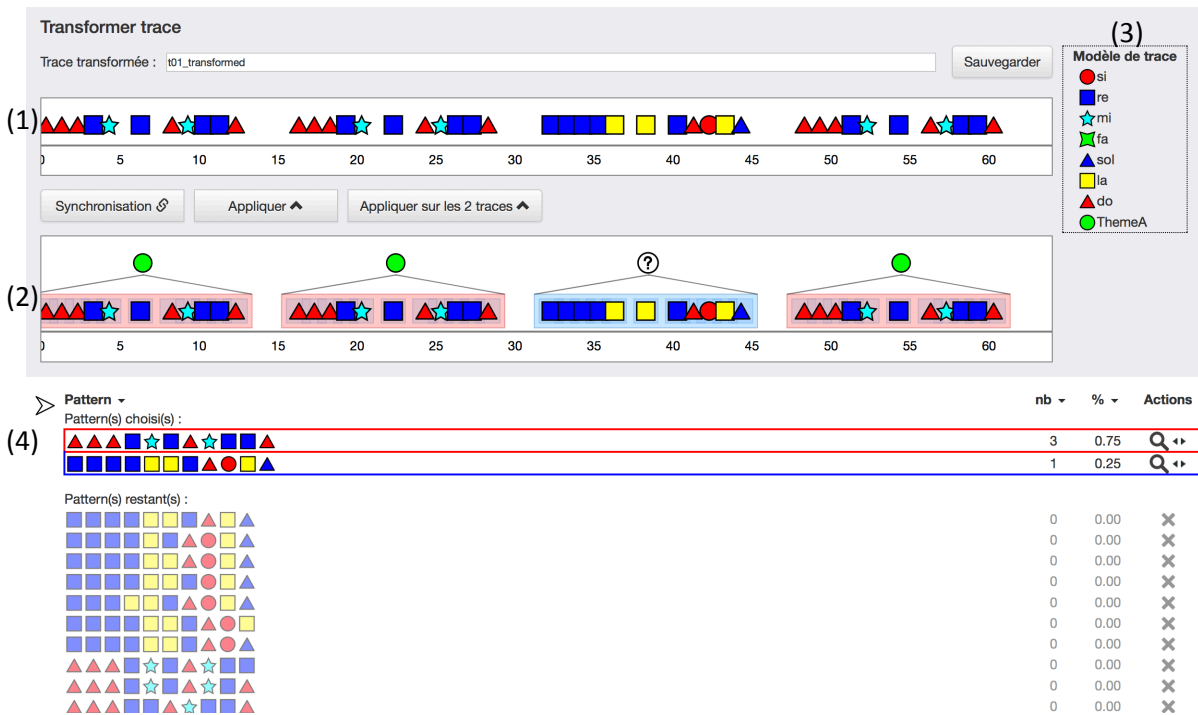 Transformer trace
(3)
Trace transformée : t01_transformed Sauvegarder
Modèle de trace
si
re
mi
fa
sol
la
do
ThemeA
(1)
0 5 10 15 20 25 30 35 40 45 50 55 60
Synchronisation Appliquer Appliquer sur les 2 traces
?
(2)
0 5 10 15 20 25 30 35 40 45 50 55 60
Pattern nb % Actions
Pattern(s) choisi(s) :
(4)
3 0.75
1 0.25
Pattern(s) restant(s) :
0 0.00
0 0.00
0 0.00
0 0.00
0 0.00
0 0.00
0 0.00
0 0.00
0 0.00
0 0.00